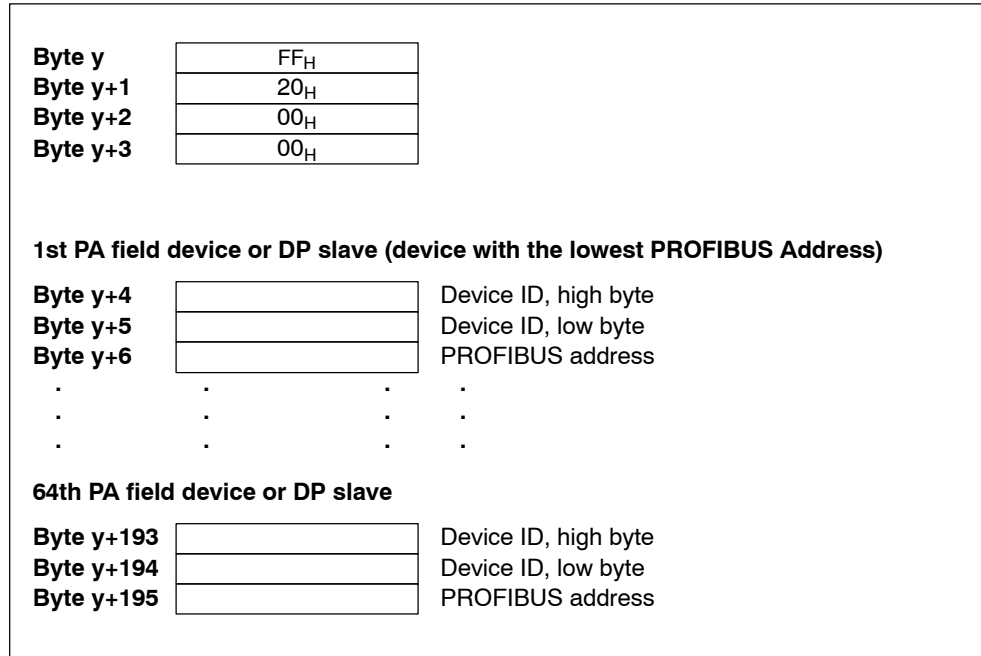 Byte y FFH
Byte y+1 20H
Byte y+2 00H
Byte y+3 00H
1st PA field device or DP slave (device with the lowest PROFIBUS Address)
Byte y+4 Device ID, high byte
Byte y+5 Device ID, low byte
Byte y+6 PROFIBUS address
. . . .
. . . .
. . . .
64th PA field device or DP slave
Byte y+193 Device ID, high byte
Byte y+194 Device ID, low byte
Byte y+195 PROFIBUS address